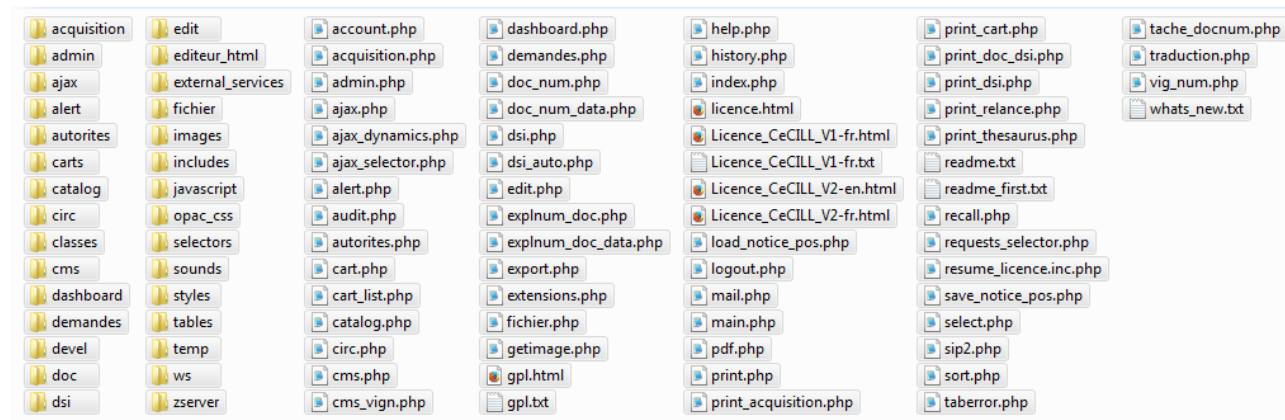 acquisition
admin
ajax
alert
autorites
carts
catalog
circ
classes
cms
dashboard
demandes
devel
doc
dsi
edit
editeur_html
external_services
fichier
images
includes
javascript
opac_css
selectors
sounds
styles
tables
temp
ws
zserver
account.php
acquisition.php
admin.php
ajax.php
ajax_dynamics.php
ajax_selector.php
alert.php
audit.php
autorites.php
cart.php
cart_list.php
catalog.php
circ.php
cms.php
cms_vign.php
dashboard.php
demandes.php
doc_num.php
doc_num_data.php
dsi.php
dsi_auto.php
edit.php
explnum_doc.php
explnum_doc_data.php
export.php
extensions.php
fichier.php
getimage.php
gpl.html
gpl.txt
help.php
history.php
index.php
licence.html
Licence_CeCILL_V1-fr.html
Licence_CeCILL_V1-fr.txt
Licence_CeCILL_V2-en.html
Licence_CeCILL_V2-fr.html
load_notice_pos.php
logout.php
mail.php
main.php
pdf.php
print.php
print_acquisition.php
print_cart.php
print_doc_dsi.php
print_dsi.php
print_relance.php
print_thesaurus.php
readme.txt
readme_first.txt
recall.php
requests_selector.php
resume_licence.inc.php
save_notice_pos.php
select.php
sip2.php
sort.php
taberror.php
tache_docnum.php
traduction.php
vig_num.php
whats_new.txt